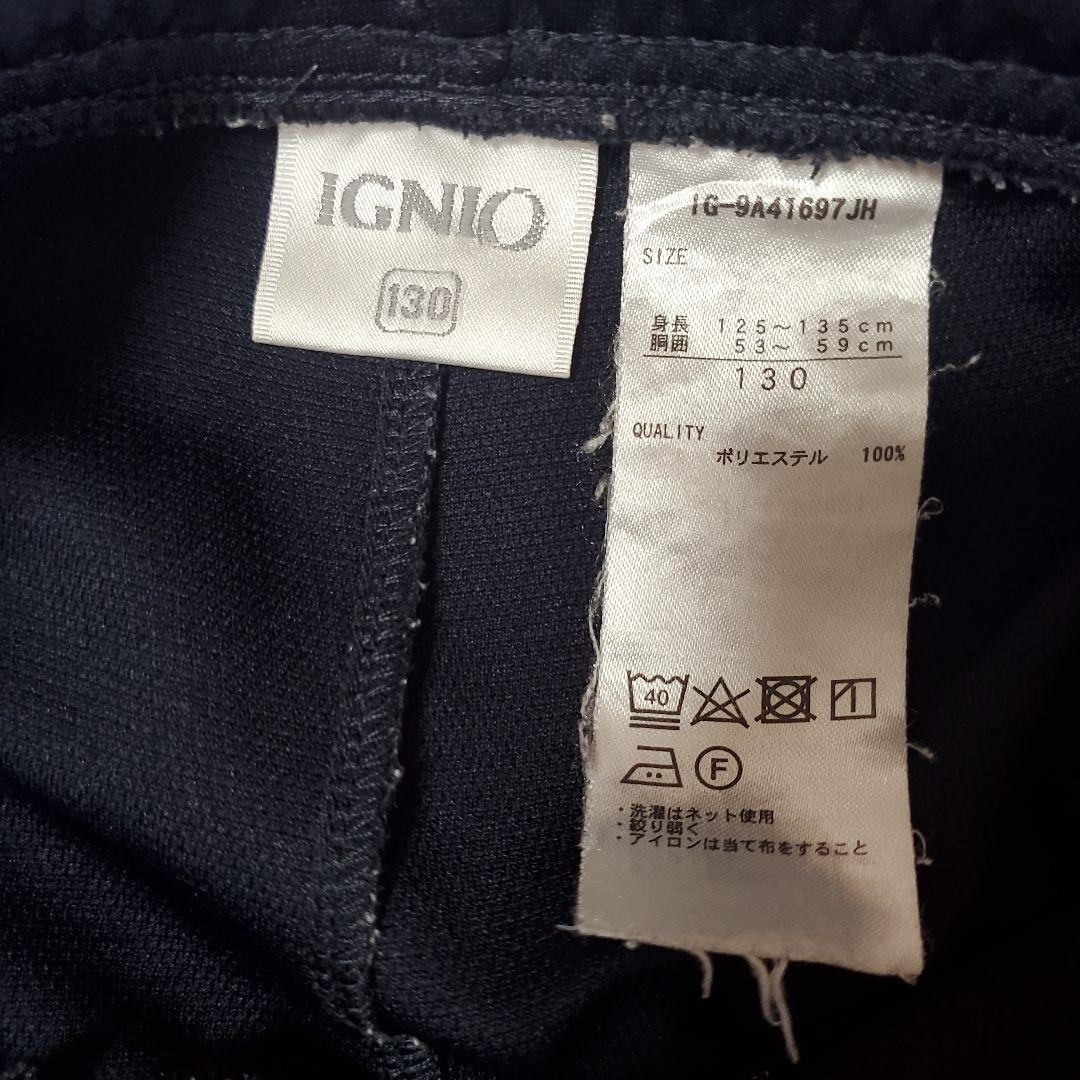 IGNIO
130
IG-9A41697JH
SIZE
身長 125～135cm
胴囲 53～ 59cm
130
QUALITY
ポリエステル 100%
40
F
・洗濯はネット使用
・絞り弱く
・アイロンは当て布をすること